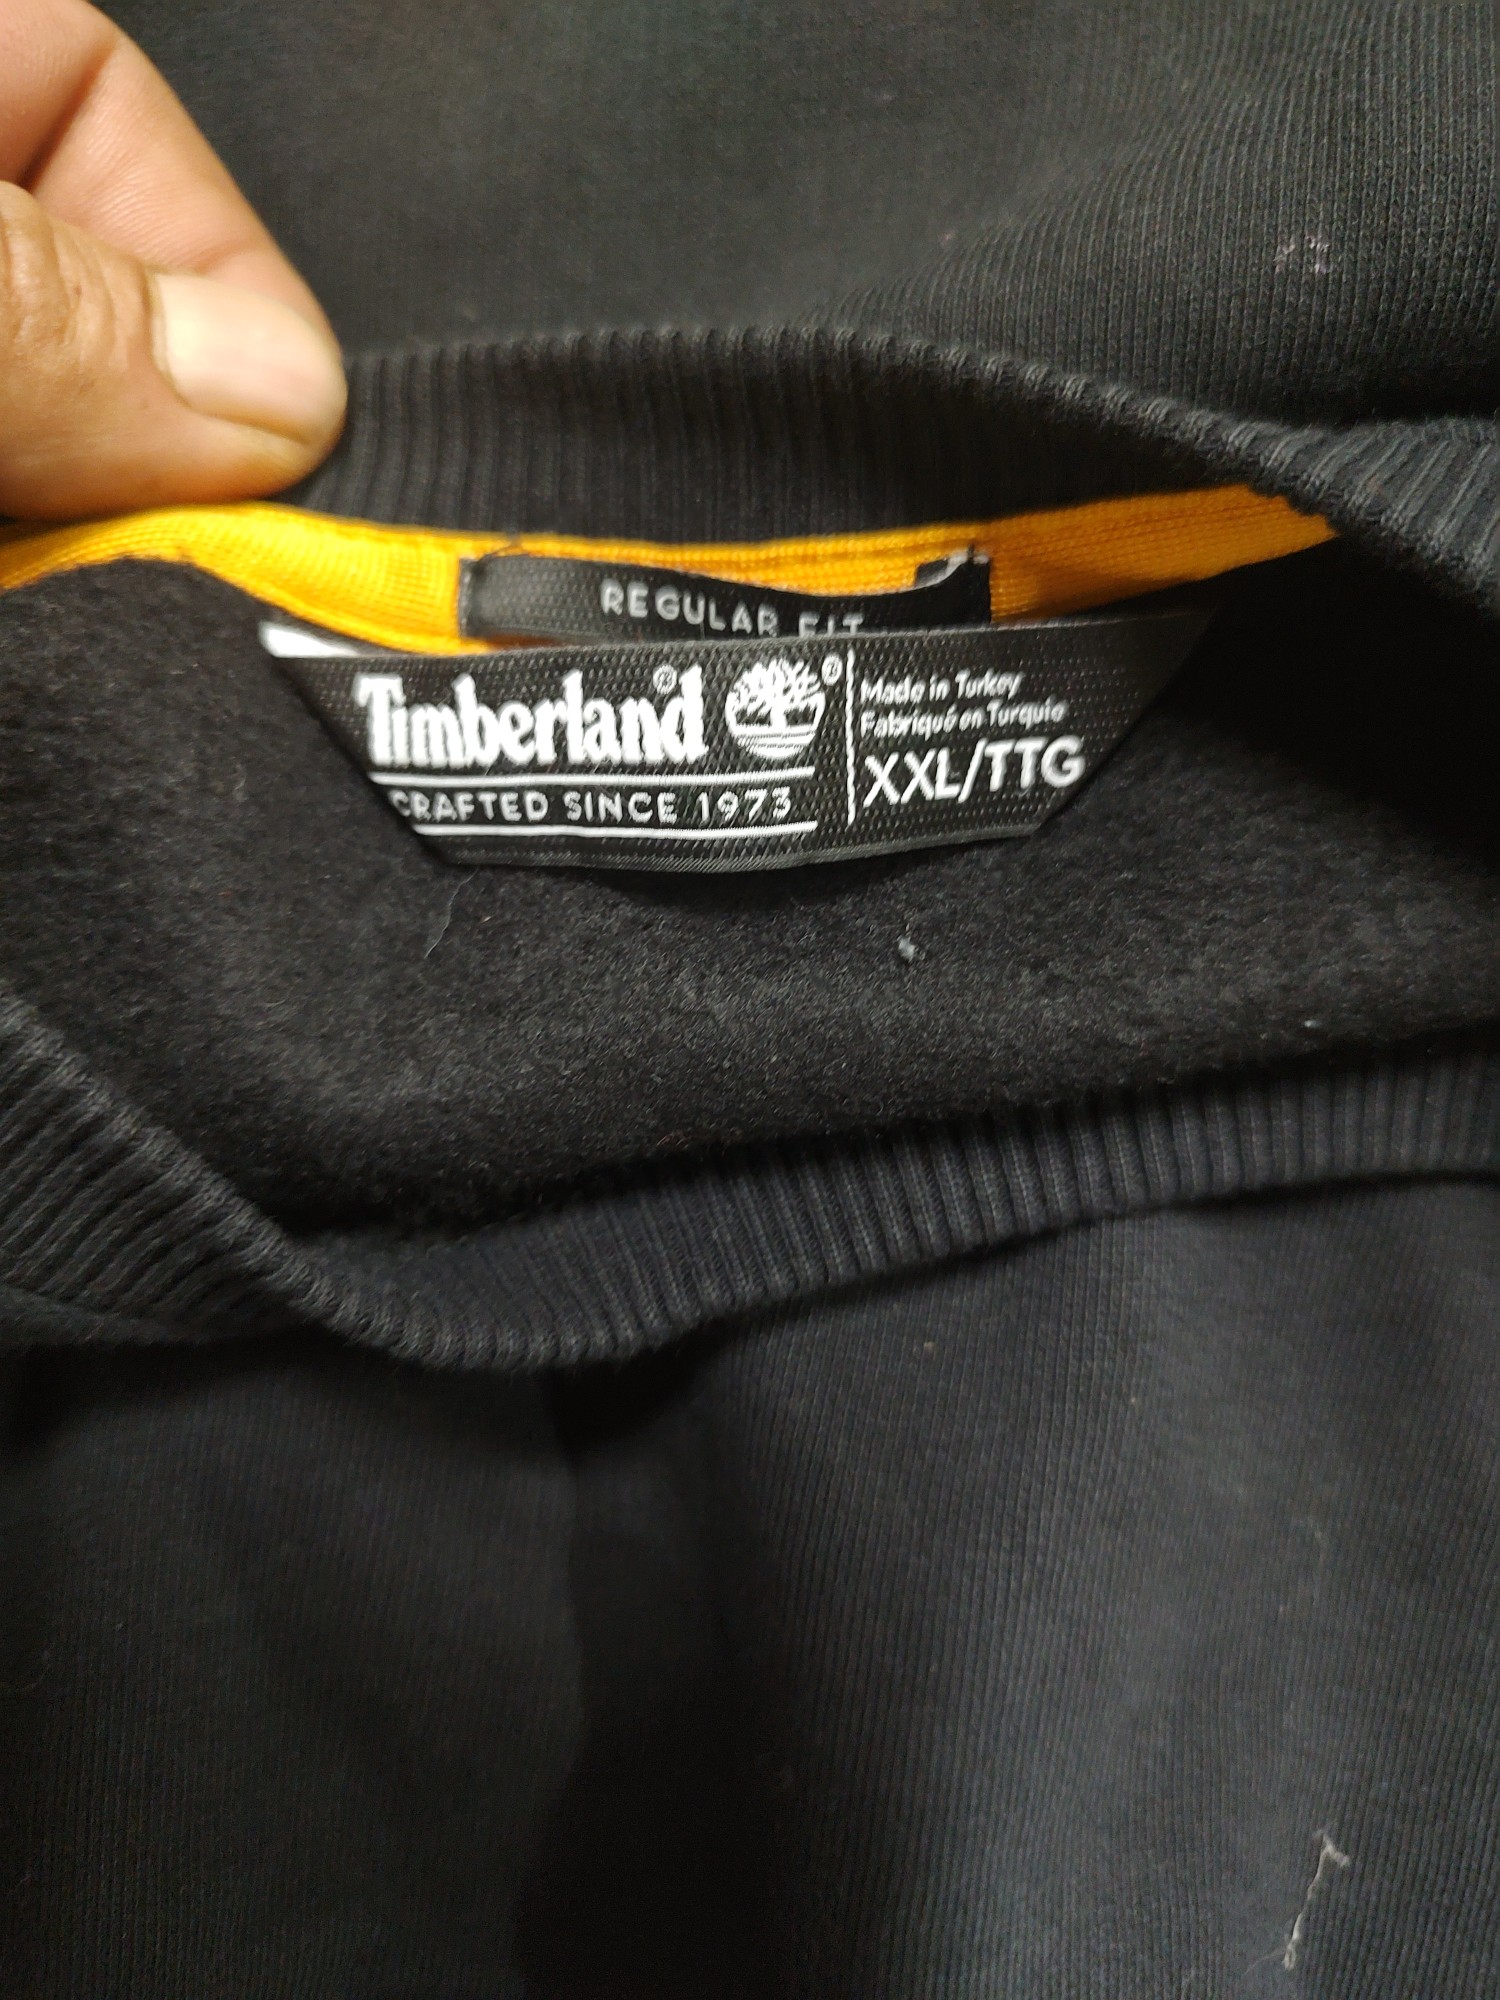 REGULAR FIT
Timberland®
CRAFTED SINCE 1973
Made in Turkey
Fabriqué en Turquie
XXL/TTG